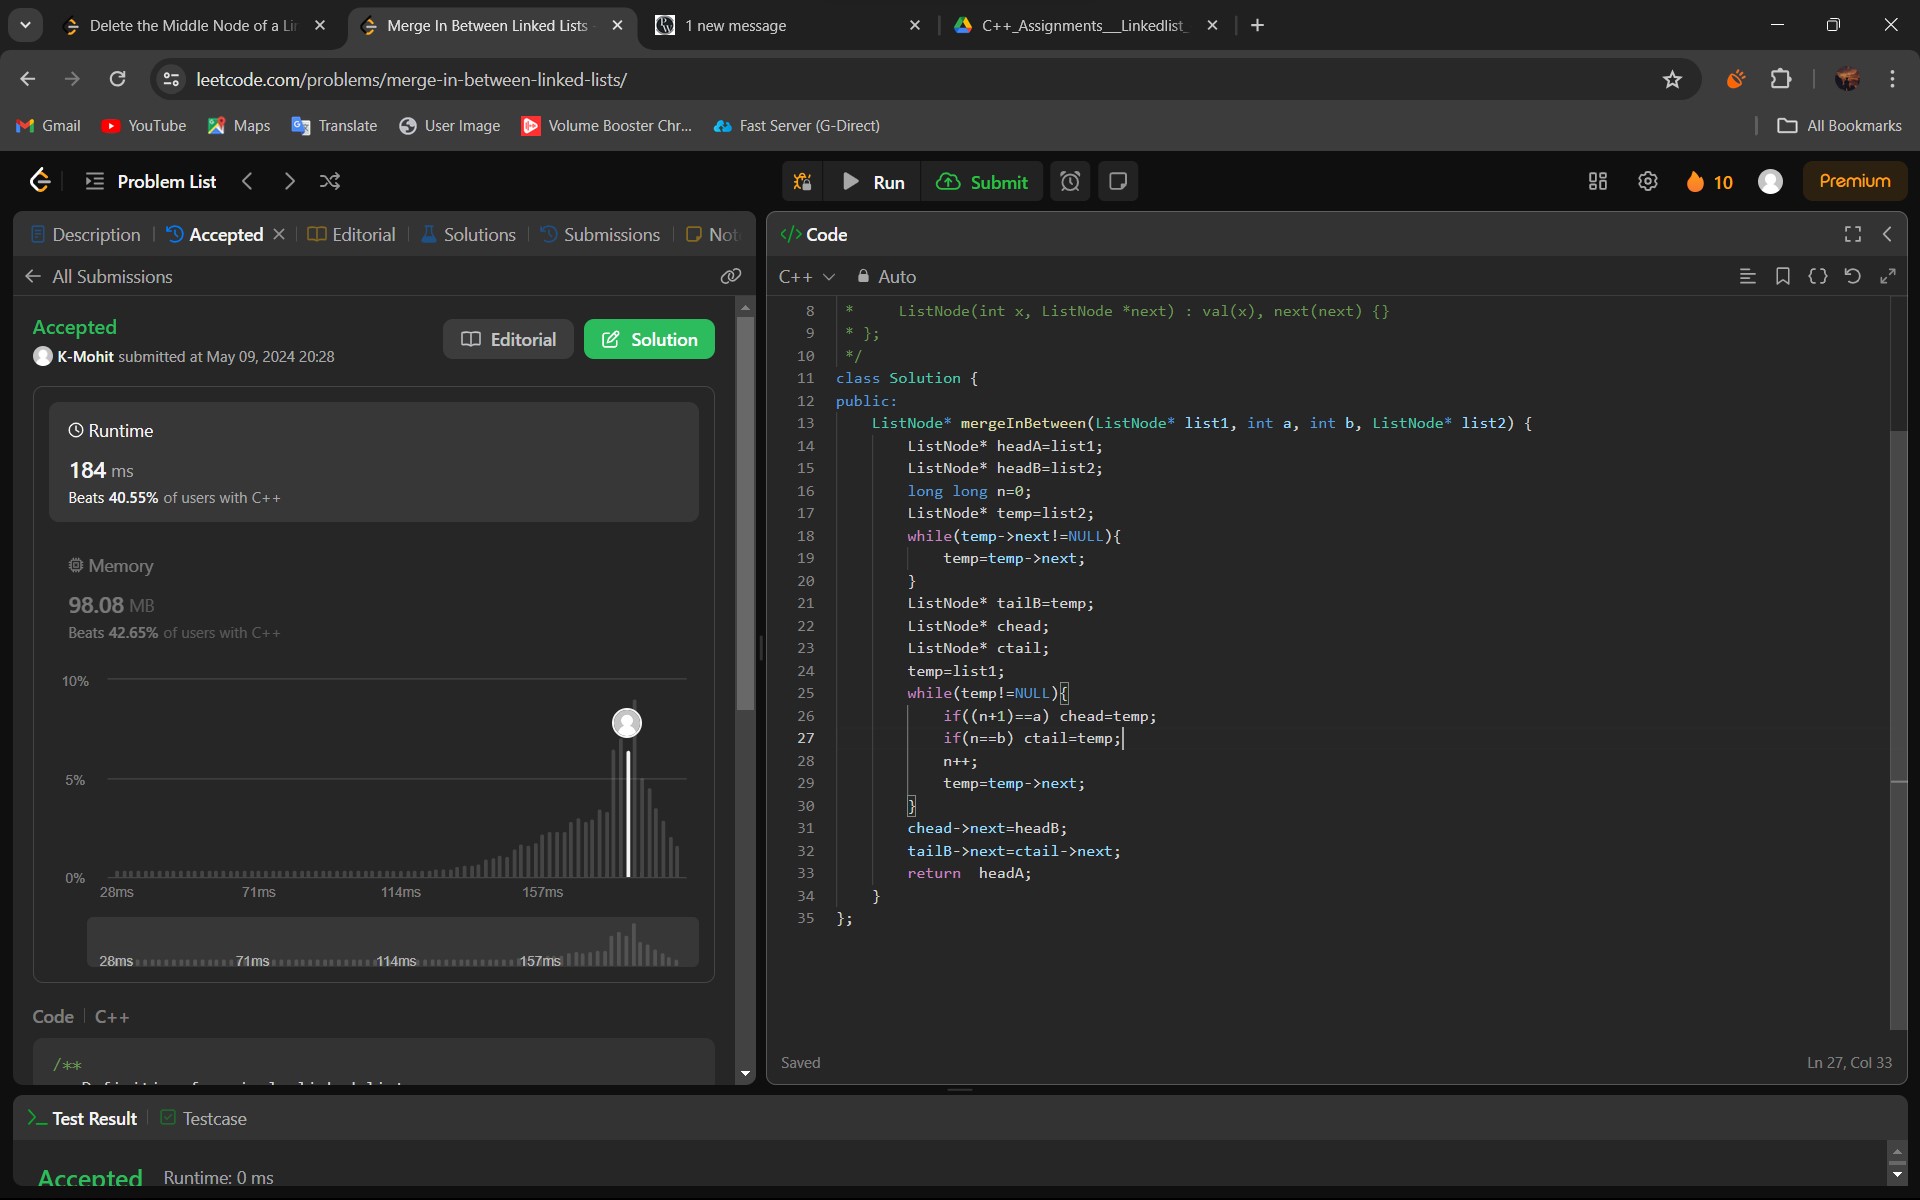 Delete the Middle Node of a Li
Merge In Between Linked Lists
1 new message
C++_Assignments__Linkedlist_
leetcode.com/problems/merge-in-between-linked-lists/
Gmail
YouTube
Maps
Translate
User Image
Volume Booster Chr...
Fast Server (G-Direct)
All Bookmarks
Problem List
Run
Submit
10
Premium
Description
Accepted
Editorial
Solutions
Submissions
Not
All Submissions
Accepted
K-Mohit submitted at May 09, 2024 20:28
Editorial
Solution
Runtime
184 ms
Beats 40.55% of users with C++
Memory
98.08 MB
Beats 42.65% of users with C++
10%
5%
0%
28ms 71ms 114ms 157ms
28ms 71ms 114ms 157ms
Code C++
/**
</> Code
C++ Auto
8 * ListNode(int x, ListNode *next) : val(x), next(next) {}
9 * };
10 */
11 class Solution {
12 public:
13 ListNode* mergeInBetween(ListNode* list1, int a, int b, ListNode* list2) {
14 ListNode* headA=list1;
15 ListNode* headB=list2;
16 long long n=0;
17 ListNode* temp=list2;
18 while(temp->next!=NULL){
19 temp=temp->next;
20 }
21 ListNode* tailB=temp;
22 ListNode* chead;
23 ListNode* ctail;
24 temp=list1;
25 while(temp!=NULL){
26 if((n+1)==a) chead=temp;
27 if(n==b) ctail=temp;
28 n++;
29 temp=temp->next;
30 }
31 chead->next=headB;
32 tailB->next=ctail->next;
33 return headA;
34 }
35 };
Saved
Ln 27, Col 33
Test Result
Testcase
Accepted Runtime: 0 ms